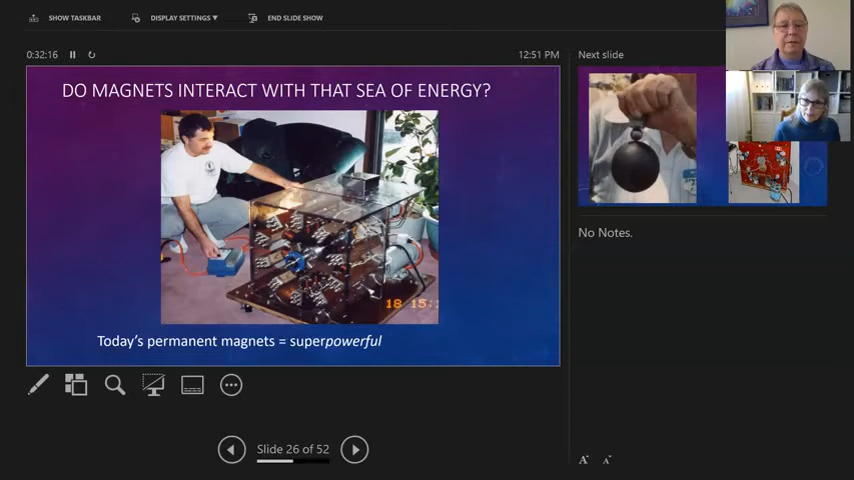 SHOW TASKBAR
DISPLAY SETTINGS ▼
END SLIDE SHOW
0:32:16
12:51 PM
Next slide
DO MAGNETS INTERACT WITH THAT SEA OF ENERGY?
18 15:
Today's permanent magnets = superpowerful
No Notes.
Slide 26 of 52
A
A